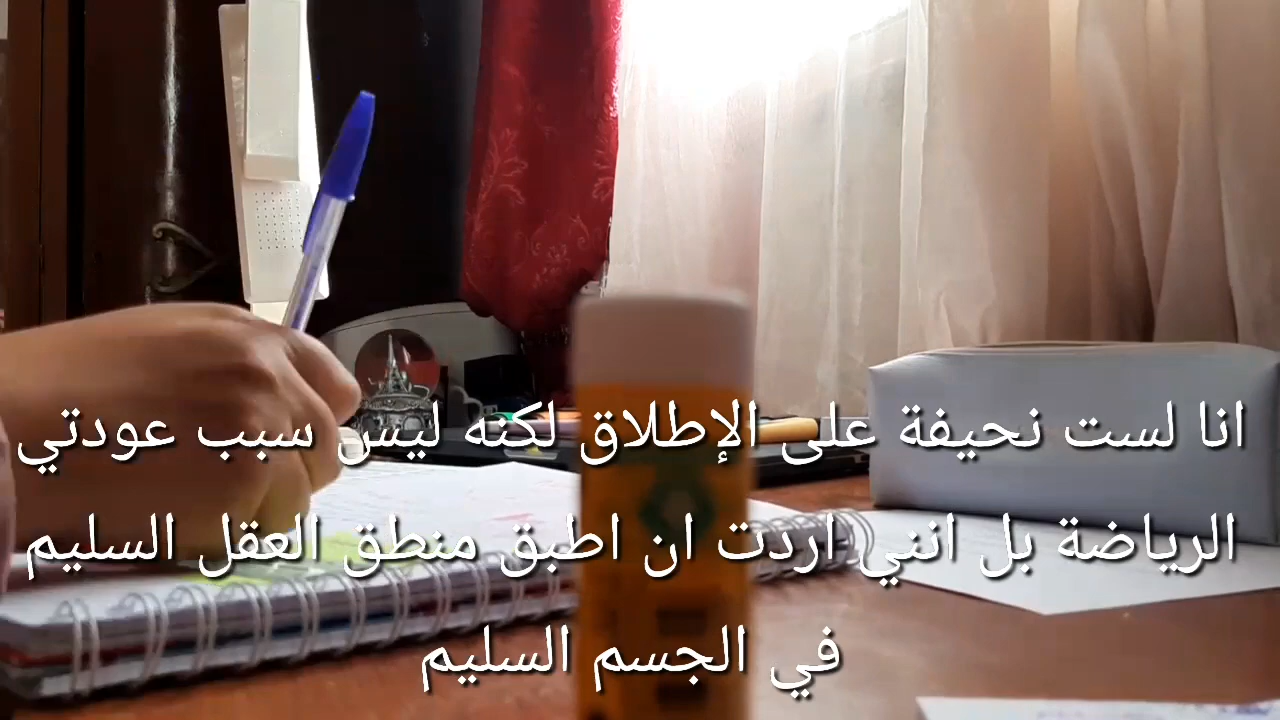 انا لست نحيفة على الإطلاق لكنه ليس سبب عودتي
الرياضة بل انني اردت ان اطبق منطق العقل السليم
في الجسم السليم